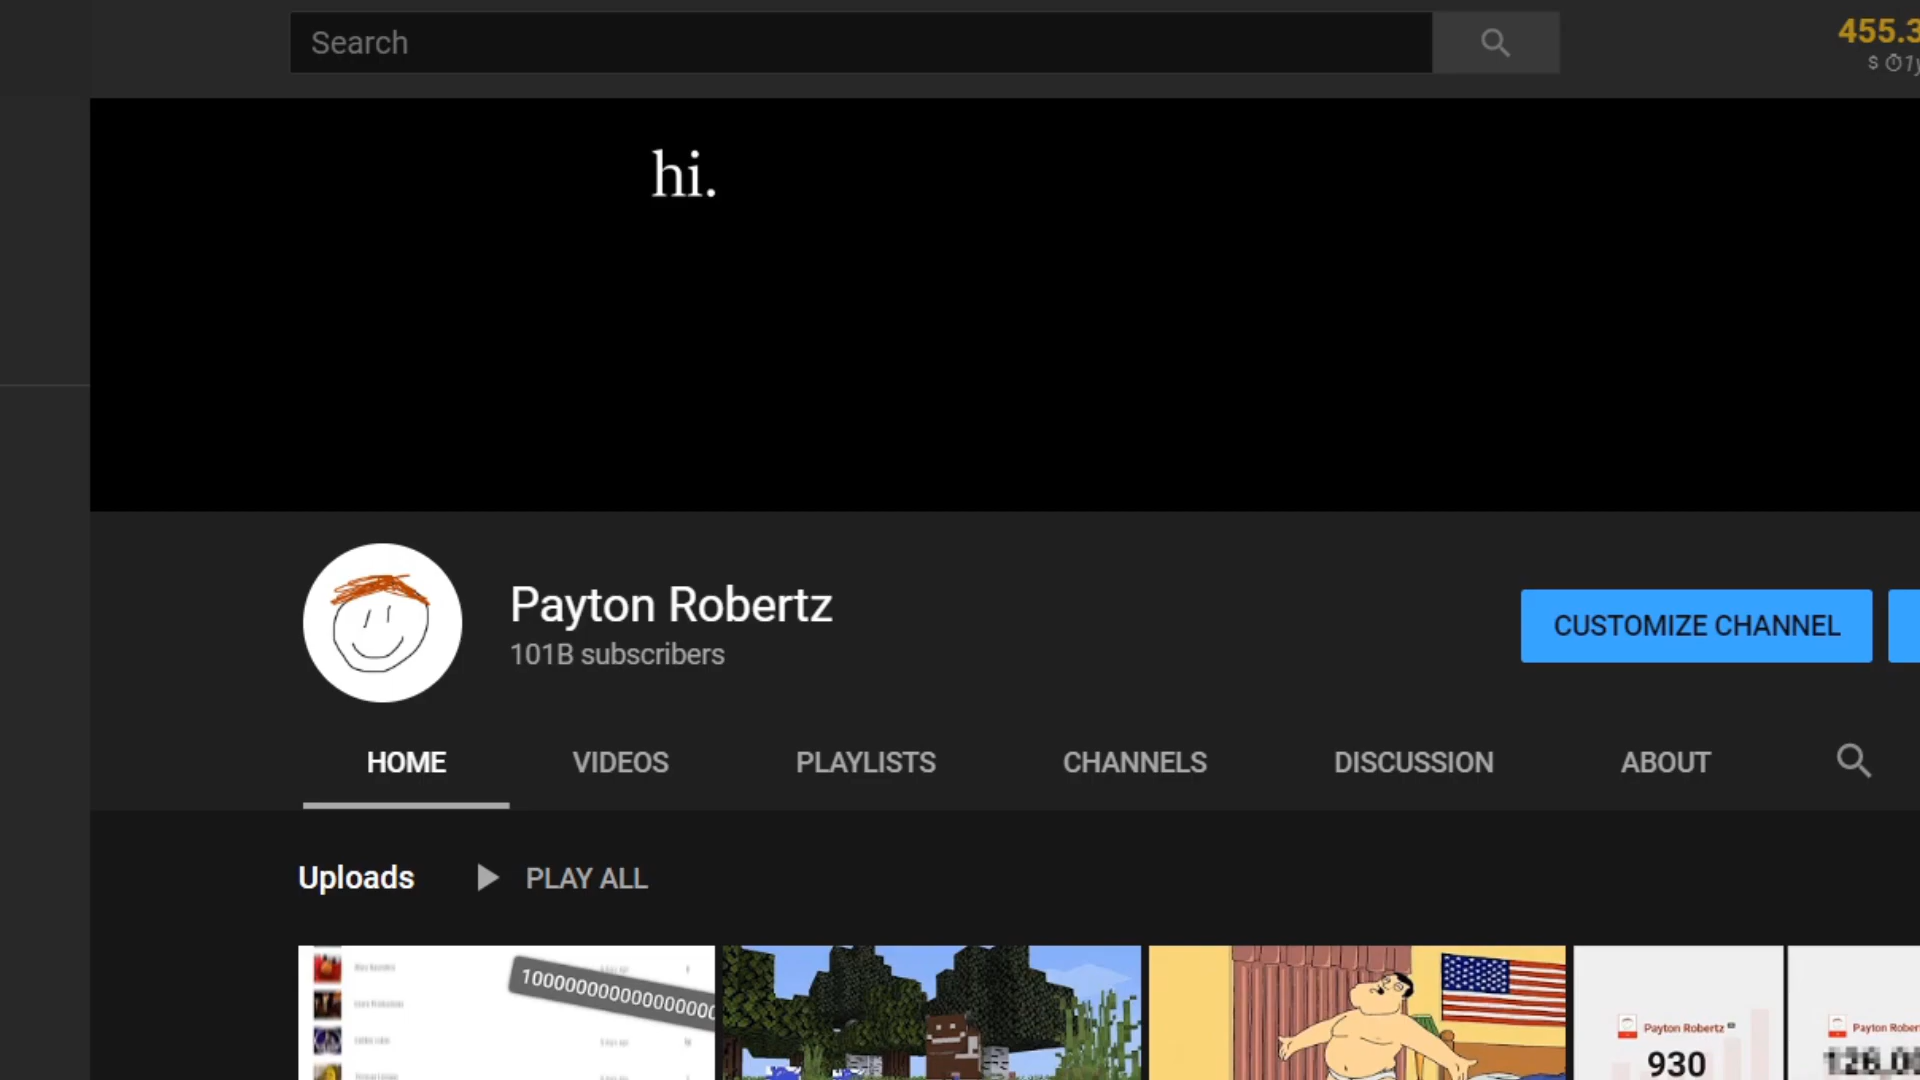 Search
455.3
$ 1y
hi.
Payton Robertz
101B subscribers
CUSTOMIZE CHANNEL
HOME VIDEOS PLAYLISTS CHANNELS DISCUSSION ABOUT
Uploads PLAY ALL
Payton Robertz
930